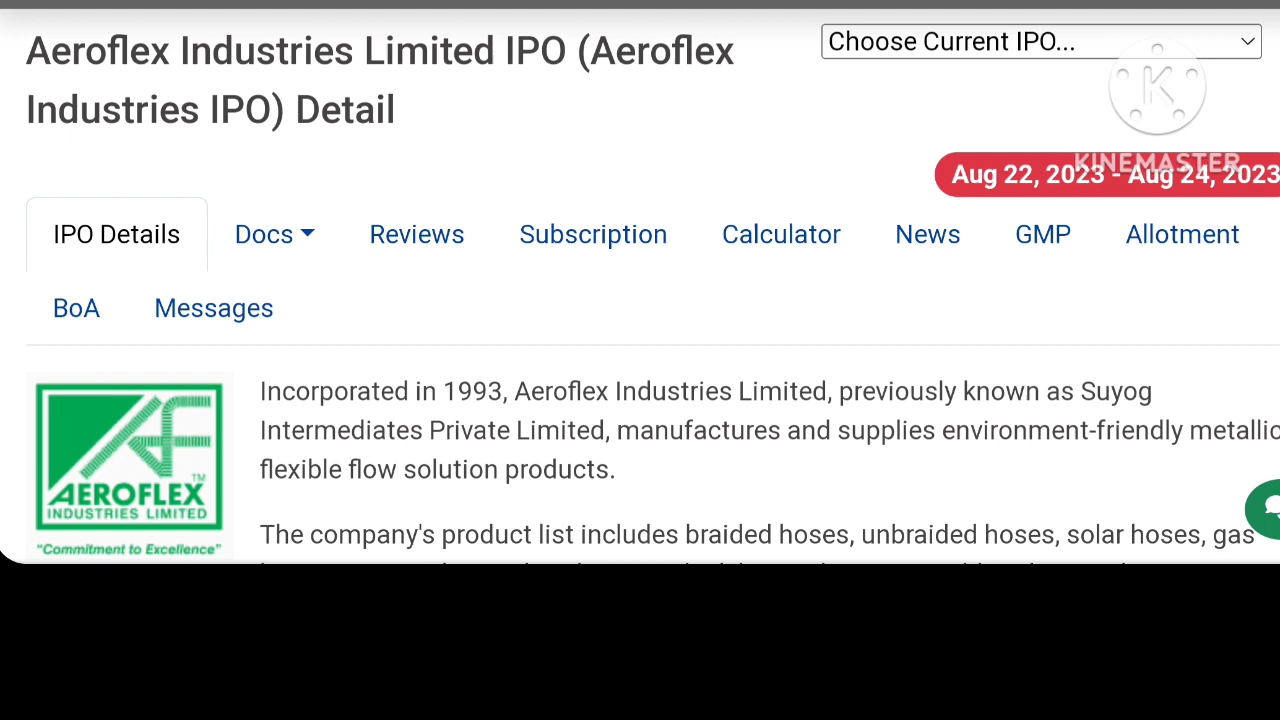 Aeroflex Industries Limited IPO (Aeroflex
Industries IPO) Detail
Choose Current IPO...
KINEMASTER
Aug 22, 2023 - Aug 24, 2023
IPO Details
Docs
Reviews
Subscription
Calculator
News
GMP
Allotment
BoA
Messages
AEROFLEX
TM
INDUSTRIES LIMITED
"Commitment to Excellence"
Incorporated in 1993, Aeroflex Industries Limited, previously known as Suyog
Intermediates Private Limited, manufactures and supplies environment-friendly metallic
flexible flow solution products.
The company's product list includes braided hoses, unbraided hoses, solar hoses, gas